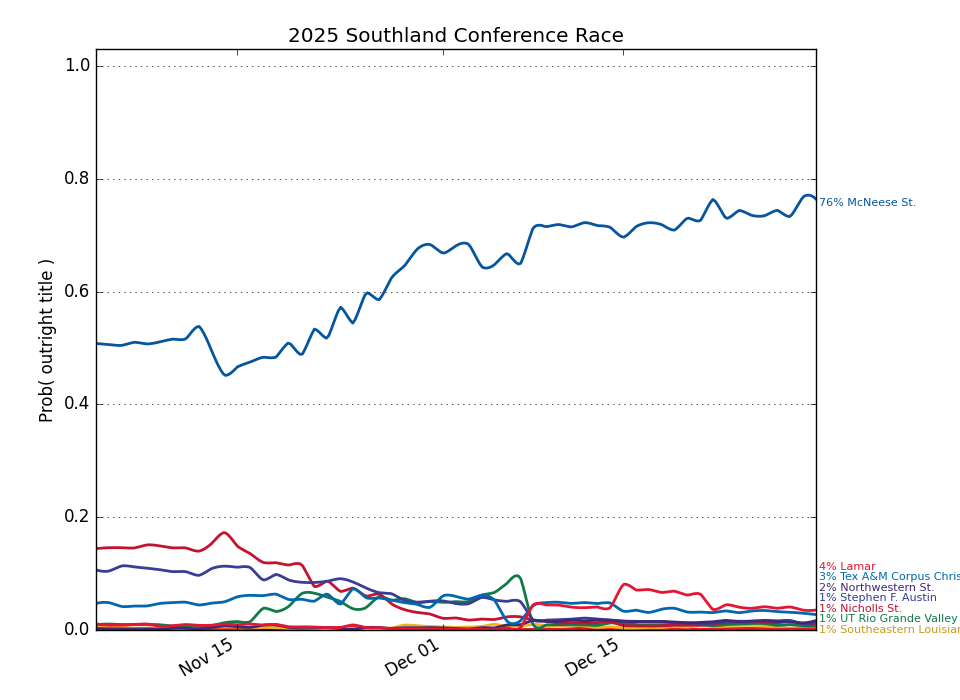 2025 Southland Conference Race
Prob( outright title )
1.0
0.8
0.6
0.4
0.2
0.0
Nov 15
Dec 01
Dec 15
76% McNeese St.
4% Lamar
3% Tex A&M Corpus Chris
2% Northwestern St.
1% Stephen F. Austin
1% Nicholls St.
1% UT Rio Grande Valley
1% Southeastern Louisian